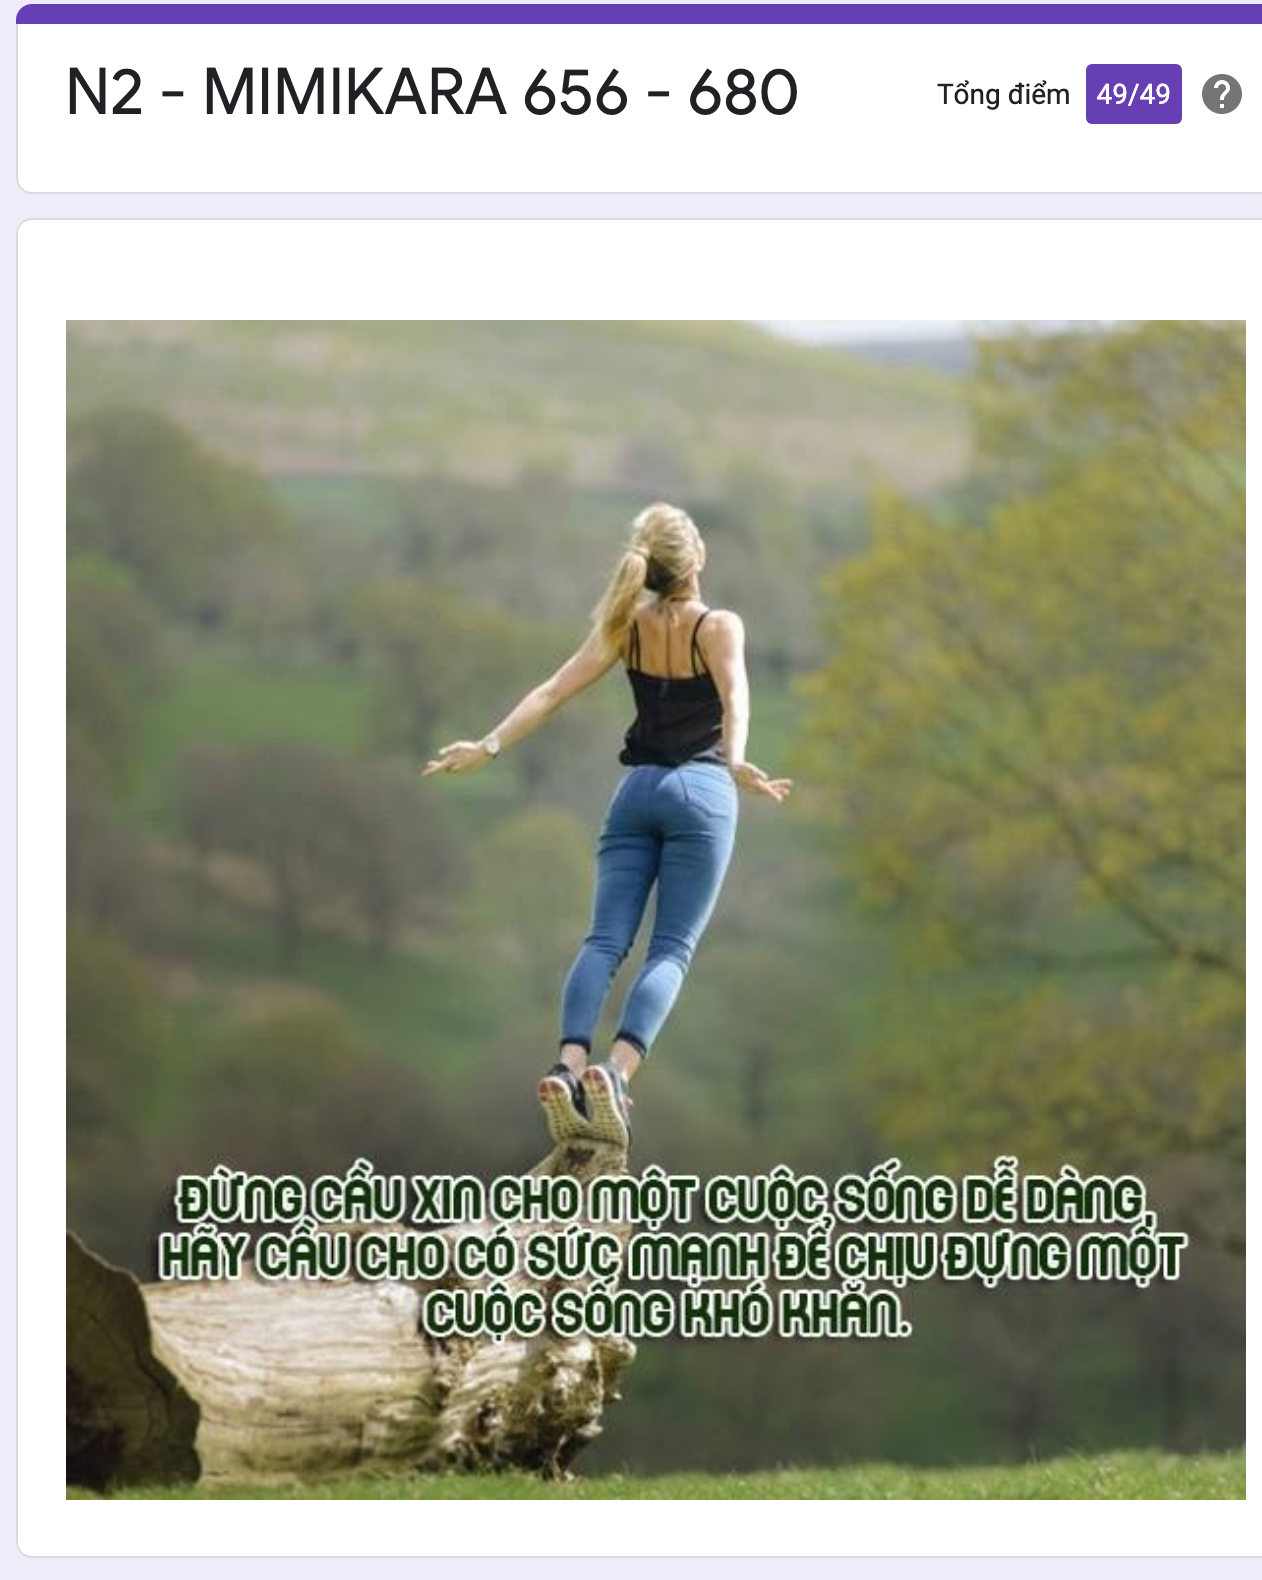 N2 - MIMIKARA 656 - 680
Tổng điểm 49/49 ?
ĐỪNG CẦU XIN CHO MỘT CUỘC SỐNG DỄ DÀNG,
HÃY CẦU CHO CÓ SỨC MẠNH ĐỂ CHỊU ĐỰNG MỘT
CUỘC SỐNG KHÓ KHĂN.